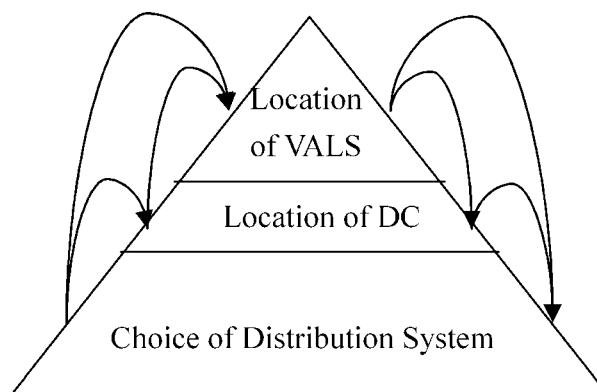 Location
of VALS
Location of DC
Choice of Distribution System